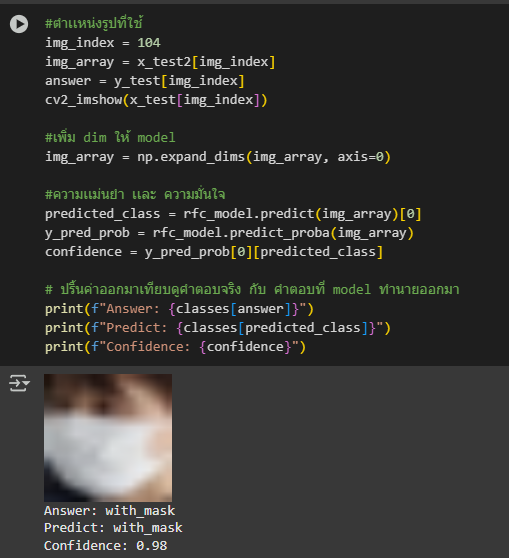 #ตำแหน่งรูปที่ใช้
img_index = 104
img_array = x_test2[img_index]
answer = y_test[img_index]
cv2_imshow(x_test[img_index])
#เพิ่ม dim ให้ model
img_array = np.expand_dims(img_array, axis=0)
#ความแม่นยำ และ ความมั่นใจ
predicted_class = rfc_model.predict(img_array)[0]
y_pred_prob = rfc_model.predict_proba(img_array)
confidence = y_pred_prob[0][predicted_class]
# ปริ้นค่าออกมาเทียบดูคำตอบจริง กับ คำตอบที่ model ทำนายออกมา
print(f"Answer: {classes[answer]}")
print(f"Predict: {classes[predicted_class]}")
print(f"Confidence: {confidence}")
Answer: with_mask
Predict: with_mask
Confidence: 0.98